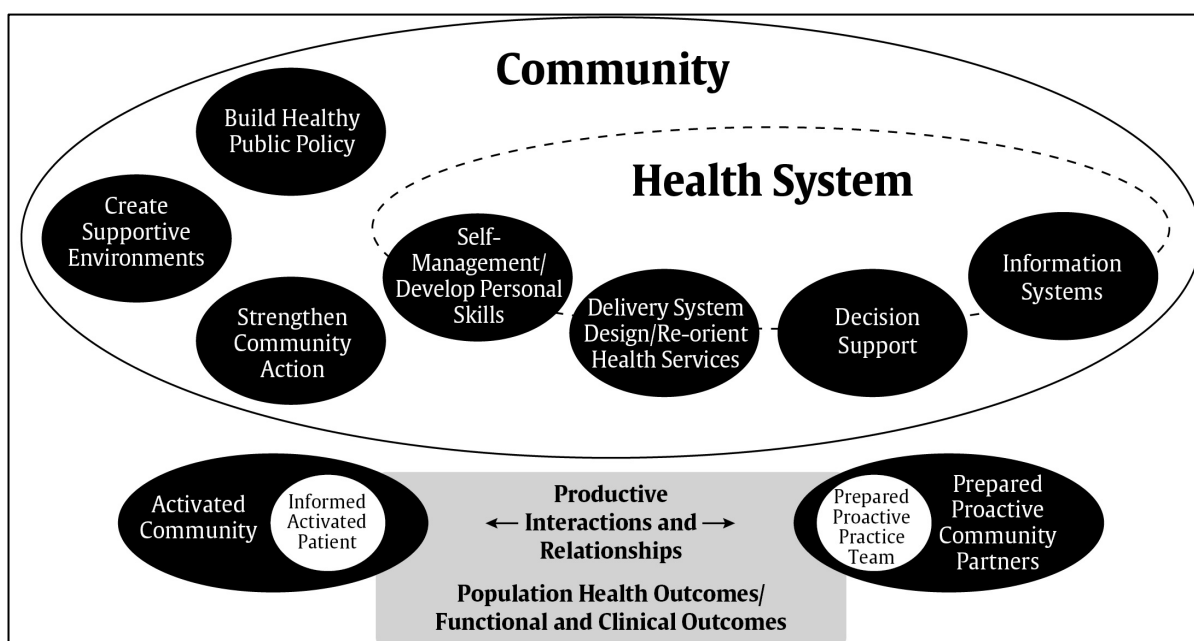 Community
Build Healthy
Public Policy
Health System
Create
Supportive
Environments
Self-
Management/
Develop Personal
Skills
Information
Systems
Strengthen
Community
Action
Delivery System
Design/Re-orient
Health Services
Decision
Support
Activated
Community
Informed
Activated
Patient
Productive
Interactions and
Relationships
Prepared
Proactive
Practice
Team
Prepared
Proactive
Community
Partners
Population Health Outcomes/
Functional and Clinical Outcomes